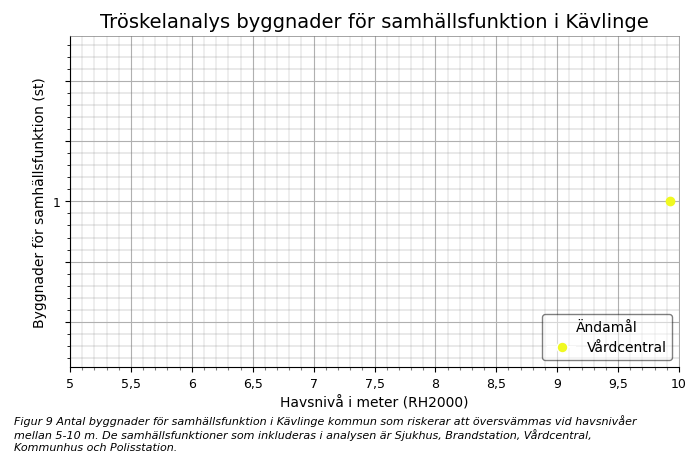 Tröskelanalys byggnader för samhällsfunktion i Kävlinge
Byggnader för samhällsfunktion (st)
1
Ändamål
Vårdcentral
5 5,5 6 6,5 7 7,5 8 8,5 9 9,5 10
Havsnivå i meter (RH2000)
Figur 9 Antal byggnader för samhällsfunktion i Kävlinge kommun som riskerar att översvämmas vid havsnivåer
mellan 5-10 m. De samhällsfunktioner som inkluderas i analysen är Sjukhus, Brandstation, Vårdcentral,
Kommunhus och Polisstation.